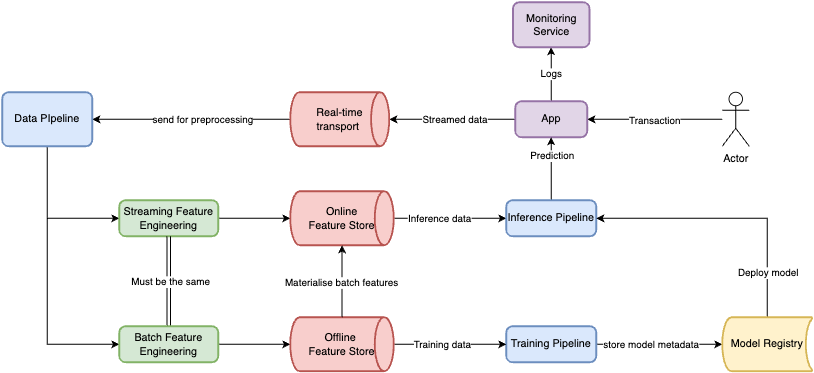 Monitoring
Service
Logs
Data PIpeline
send for preprocessing
Real-time
transport
Streamed data
App
Transaction
Actor
Prediction
Streaming Feature
Engineering
Online
Feature Store
Inference data
Inference Pipeline
Must be the same
Materialise batch features
Deploy model
Batch Feature
Engineering
Offline
Feature Store
Training data
Training Pipeline
store model metadata
Model Registry